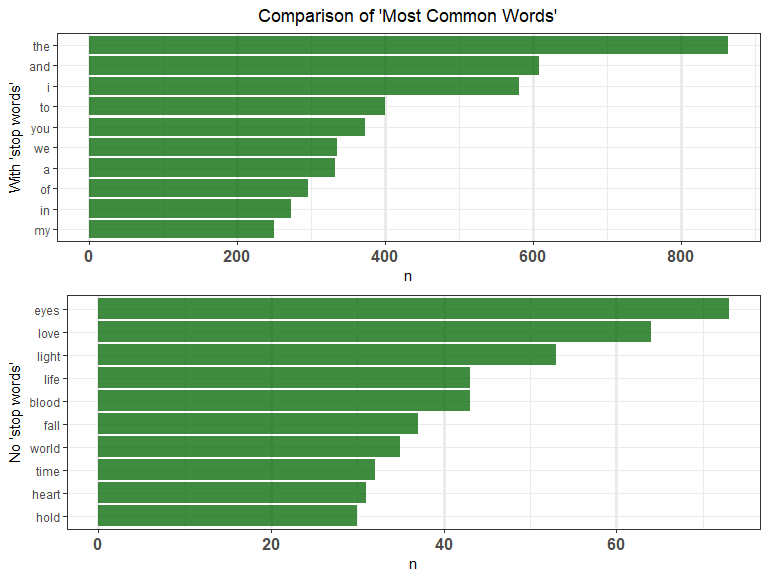 Comparison of 'Most Common Words'
With 'stop words'
the
and
i
to
you
we
a
of
in
my
0 200 400 600 800
n
No 'stop words'
eyes
love
light
life
blood
fall
world
time
heart
hold
0 20 40 60
n